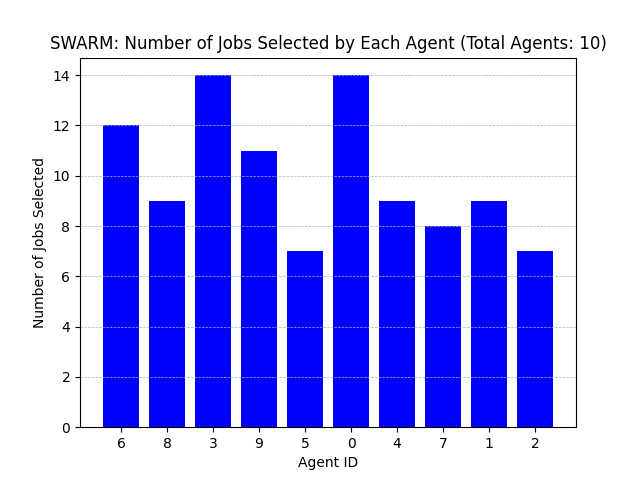 SWARM: Number of Jobs Selected by Each Agent (Total Agents: 10)
Number of Jobs Selected
14
12
10
8
6
4
2
0
6 8 3 9 5 0 4 7 1 2
Agent ID